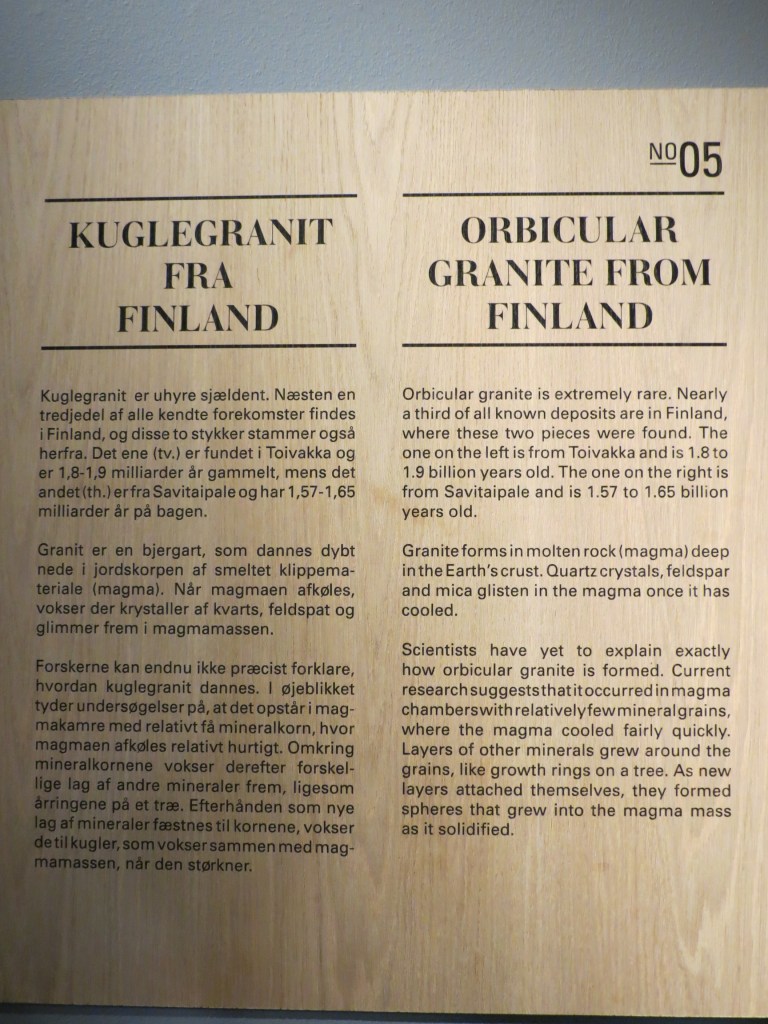 NO05
KUGLEGRANIT
FRA
FINLAND
Kuglegranit er uhyre sjældent. Næsten en
tredjedel af alle kendte forekomster findes
i Finland, og disse to stykker stammer også
herfra. Det ene (tv.) er fundet i Toivakka og
er 1,8-1,9 milliarder år gammelt, mens det
andet (th.) er fra Savitaipale og har 1,57-1,65
milliarder år på bagen.
Granit er en bjergart, som dannes dybt
nede i jordskorpen af smeltet klippema-
teriale (magma). Når magmaen afkøles,
vokser der krystaller af kvarts, feldspat og
glimmer frem i magmamassen.
Forskerne kan endnu ikke præcist forklare,
hvordan kuglegranit dannes. I øjeblikket
tyder undersøgelser på, at det opstår i mag-
makamre med relativt få mineralkorn, hvor
magmaen afkøles relativt hurtigt. Omkring
mineralkornene vokser derefter forskel-
lige lag af andre mineraler frem, ligesom
årringene på et træ. Efterhånden som nye
lag af mineraler fæstnes til kornene, vokser
de til kugler, som vokser sammen med mag-
mamassen, når den størkner.
ORBICULAR
GRANITE FROM
FINLAND
Orbicular granite is extremely rare. Nearly
a third of all known deposits are in Finland,
where these two pieces were found. The
one on the left is from Toivakka and is 1.8 to
1.9 billion years old. The one on the right is
from Savitaipale and is 1.57 to 1.65 billion
years old.
Granite forms in molten rock (magma) deep
in the Earth's crust. Quartz crystals, feldspar
and mica glisten in the magma once it has
cooled.
Scientists have yet to explain exactly
how orbicular granite is formed. Current
research suggests that it occurred in magma
chambers with relatively few mineral grains,
where the magma cooled fairly quickly.
Layers of other minerals grew around the
grains, like growth rings on a tree. As new
layers attached themselves, they formed
spheres that grew into the magma mass
as it solidified.